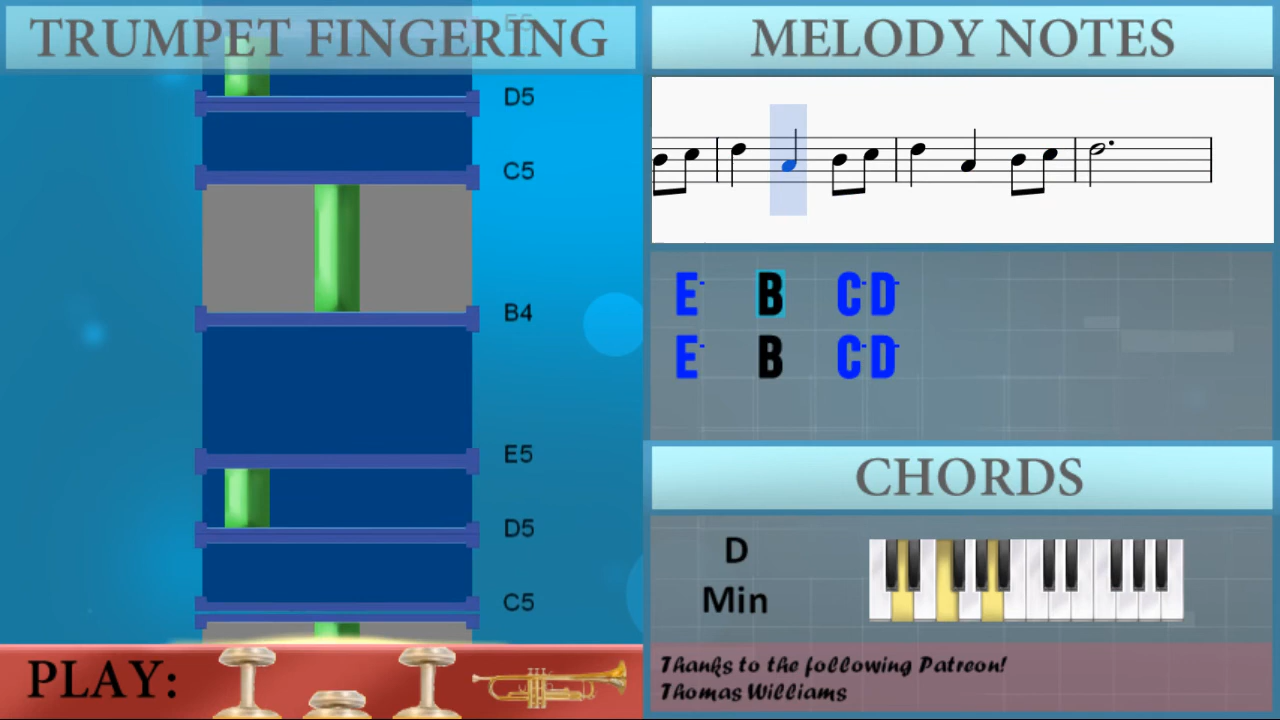 TRUMPET FINGERING
E5
D5
C5
B4
E5
D5
C5
PLAY:
MELODY NOTES
E- B C-D-
E- B C-D-
CHORDS
D
Min
Thanks to the following Patreon!
Thomas Williams